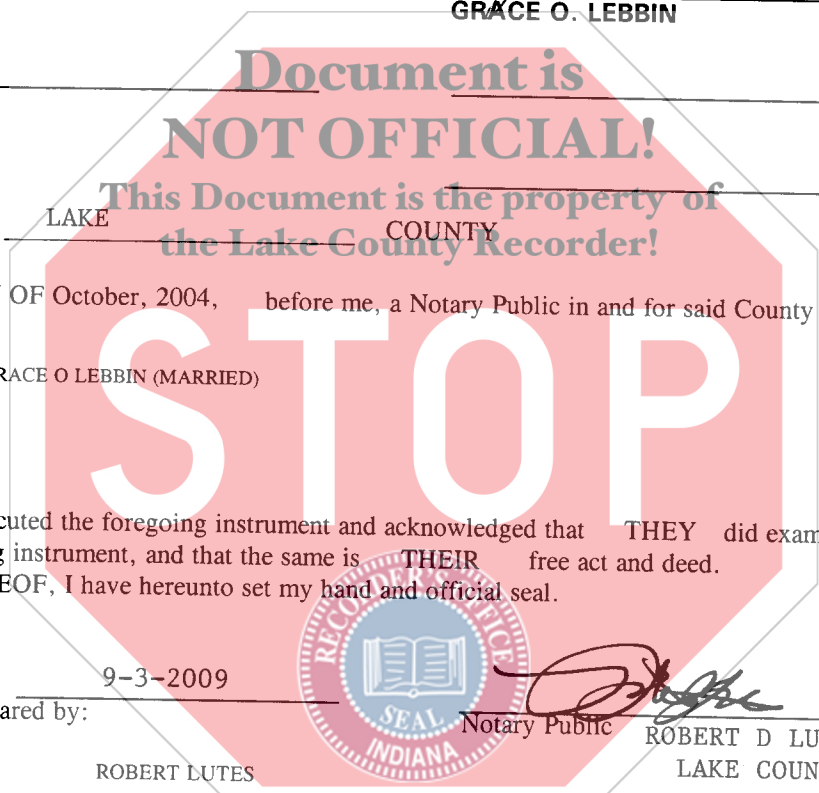 GRACE O. LEBBIN
Document is
NOT OFFICIAL!
This Document is the property of
the Lake County Recorder!
LAKE COUNTY
OF October, 2004, before me, a Notary Public in and for said County
RACE O LEBBIN (MARRIED)
STOP
cuted the foregoing instrument and acknowledged that THEY did exam
g instrument, and that the same is THEIR free act and deed.
EOF, I have hereunto set my hand and official seal.
RECORDER'S OFFICE
SEAL
INDIANA
9-3-2009
ared by:
Notary Public
ROBERT D LU
ROBERT LUTES
LAKE COUN